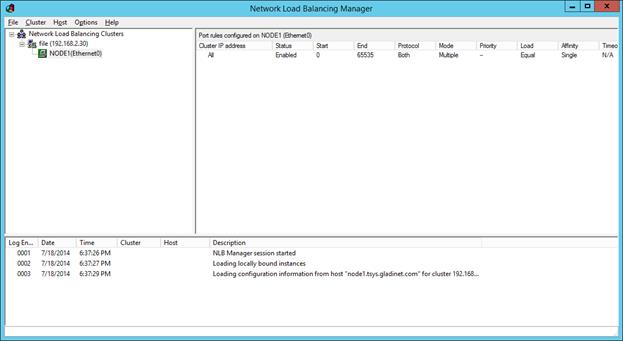 Network Load Balancing Manager
File Cluster Host Options Help
Network Load Balancing Clusters
file (192.168.2.30)
NODE1(Ethernet0)
Port rules configured on NODE1 (Ethernet0)
Cluster IP address Status Start End Protocol Mode Priority Load Affinity Timeo
All Enabled 0 65535 Both Multiple -- Equal Single N/A
Log En... Date Time Cluster Host Description
0001 7/18/2014 6:37:26 PM NLB Manager session started
0002 7/18/2014 6:37:27 PM Loading locally bound instances
0003 7/18/2014 6:37:29 PM Loading configuration information from host "node1.tsys.gladinet.com" for cluster 192.168...